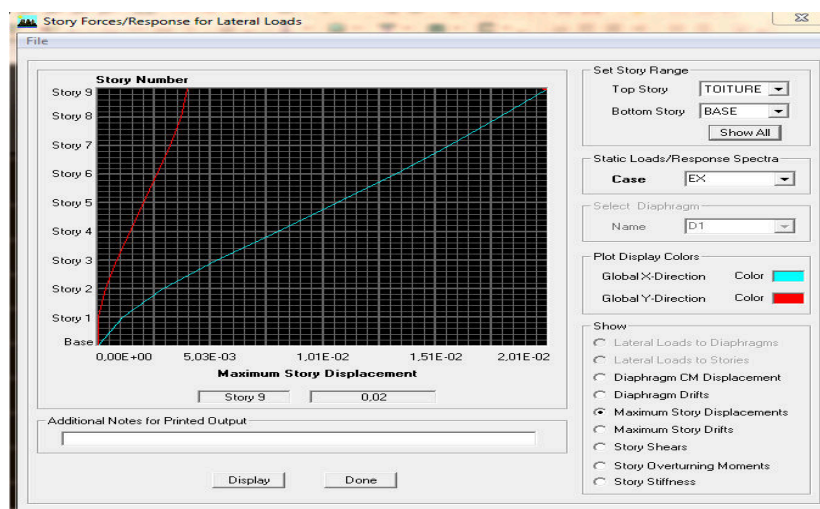 Story Forces/Response for Lateral Loads
File
Story Number
Story 9
Story 8
Story 7
Story 6
Story 5
Story 4
Story 3
Story 2
Story 1
Base
0,00E+00 5,03E-03 1,01E-02 1,51E-02 2,01E-02
Maximum Story Displacement
Story 9 0,02
Additional Notes for Printed Output
Display Done
Set Story Range
Top Story TOITURE
Bottom Story BASE
Show All
Static Loads/Response Spectra
Case EX
Select Diaphragm
Name D1
Plot Display Colors
Global X-Direction Color
Global Y-Direction Color
Show
Lateral Loads to Diaphragms
Lateral Loads to Stories
Diaphragm CM Displacement
Diaphragm Drifts
Maximum Story Displacements
Maximum Story Drifts
Story Shears
Story Overturning Moments
Story Stiffness